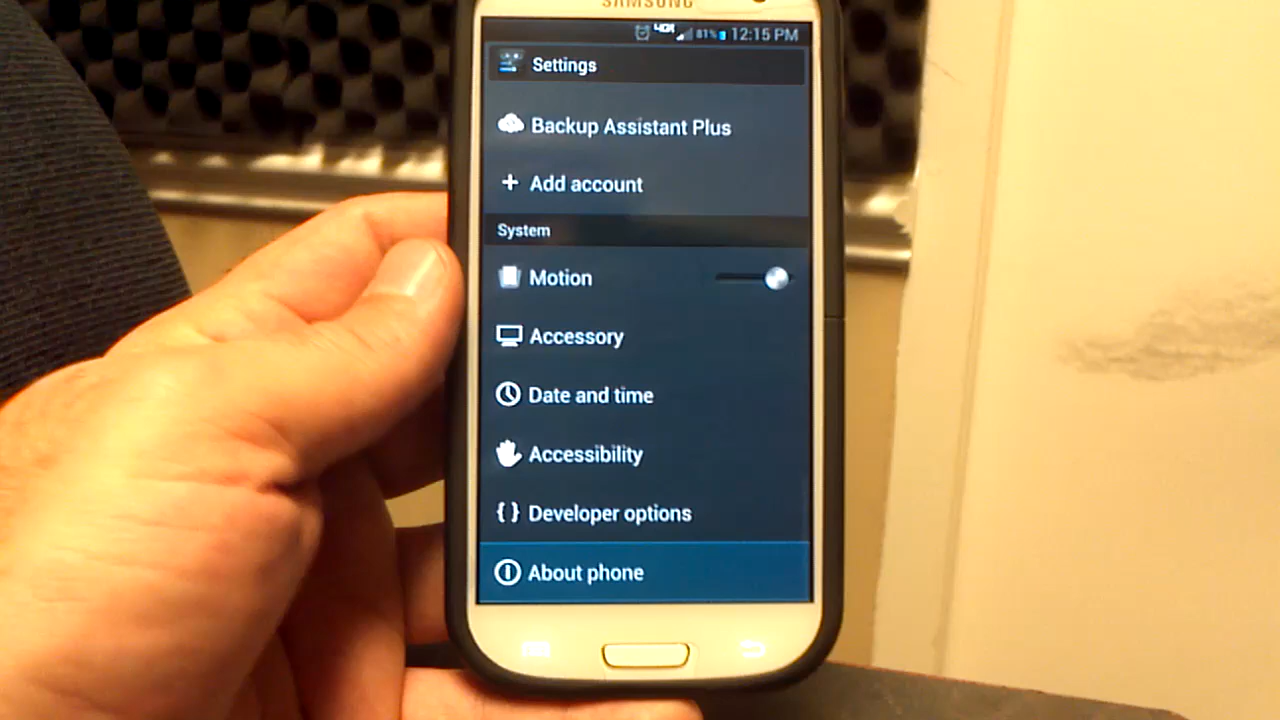 SAMSUNG
4G 81% 12:15 PM
Settings
Backup Assistant Plus
Add account
System
Motion
Accessory
Date and time
Accessibility
Developer options
About phone